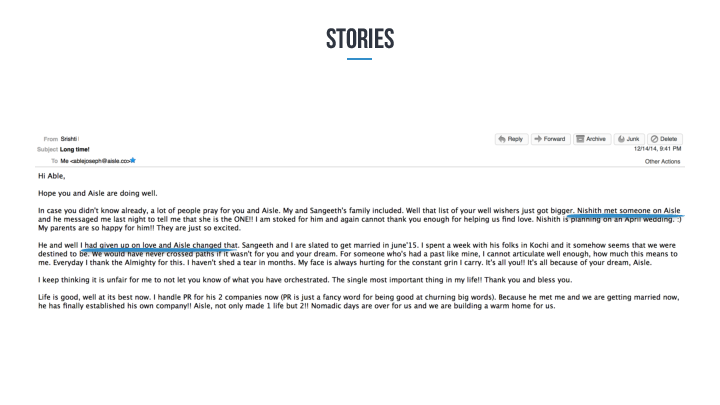 STORIES
From Srishti
Reply Forward Archive Junk Delete
Subject Long time!
12/14/14, 9:41 PM
To Me <ablejoseph@aisle.co>
Other Actions
Hi Able,
Hope you and Aisle are doing well.
In case you didn't know already, a lot of people pray for you and Aisle. My and Sangeeth's family included. Well that list of your well wishers just got bigger. Nishith met someone on Aisle
and he messaged me last night to tell me that she is the ONE!! I am stoked for him and again cannot thank you enough for helping us find love. Nishith is planning on an April wedding. :)
My parents are so happy for him!! They are just so excited.
He and well I had given up on love and Aisle changed that. Sangeeth and I are slated to get married in june'15. I spent a week with his folks in Kochi and it somehow seems that we were
destined to be. We would have never crossed paths if it wasn't for you and your dream. For someone who's had a past like mine, I cannot articulate well enough, how much this means to
me. Everyday I thank the Almighty for this. I haven't shed a tear in months. My face is always hurting for the constant grin I carry. It's all you!! It's all because of your dream, Aisle.
I keep thinking it is unfair for me to not let you know of what you have orchestrated. The single most important thing in my life!! Thank you and bless you.
Life is good, well at its best now. I handle PR for his 2 companies now (PR is just a fancy word for being good at churning big words). Because he met me and we are getting married now,
he has finally established his own company!! Aisle, not only made 1 life but 2!! Nomadic days are over for us and we are building a warm home for us.